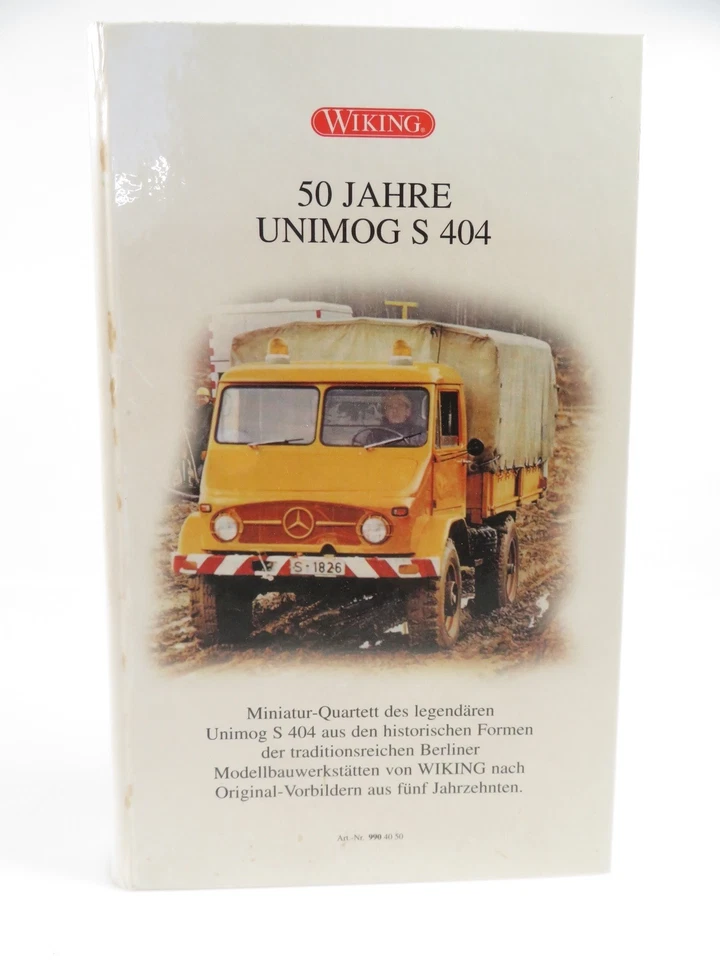 WIKING®
50 JAHRE
UNIMOG S 404
S-1826
Miniatur-Quartett des legendären
Unimog S 404 aus den historischen Formen
der traditionsreichen Berliner
Modellbauwerkstätten von WIKING nach
Original-Vorbildern aus fünf Jahrzehnten.
Art.-Nr. 990 40 50